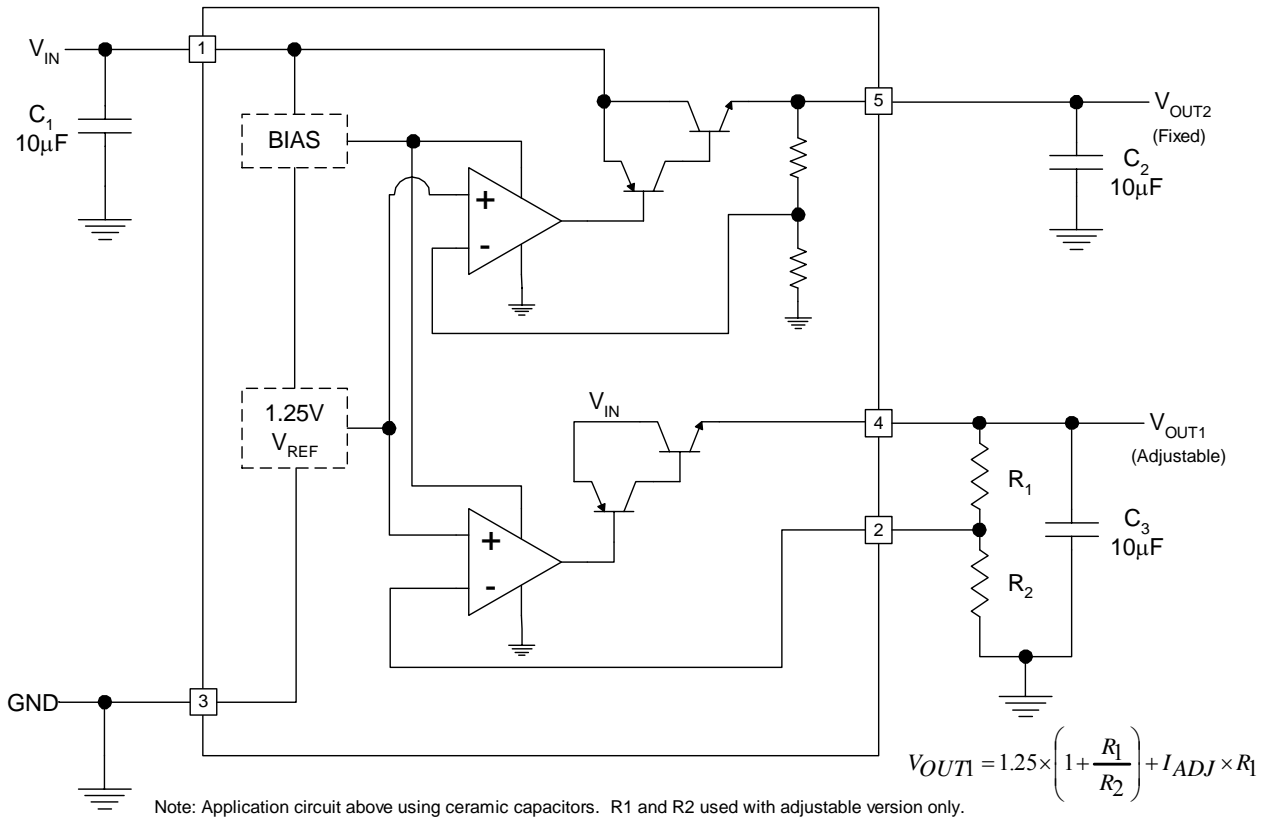 V_IN
1
C_1
10μF
BIAS
+
-
5
V_OUT2
(Fixed)
C_2
10μF
1.25V
V_REF
V_IN
4
V_OUT1
(Adjustable)
R_1
2
C_3
10μF
+
-
R_2
GND
3
V_OUT1 = 1.25 × (1 + R_1/R_2) + I_ADJ × R_1
Note: Application circuit above using ceramic capacitors. R1 and R2 used with adjustable version only.